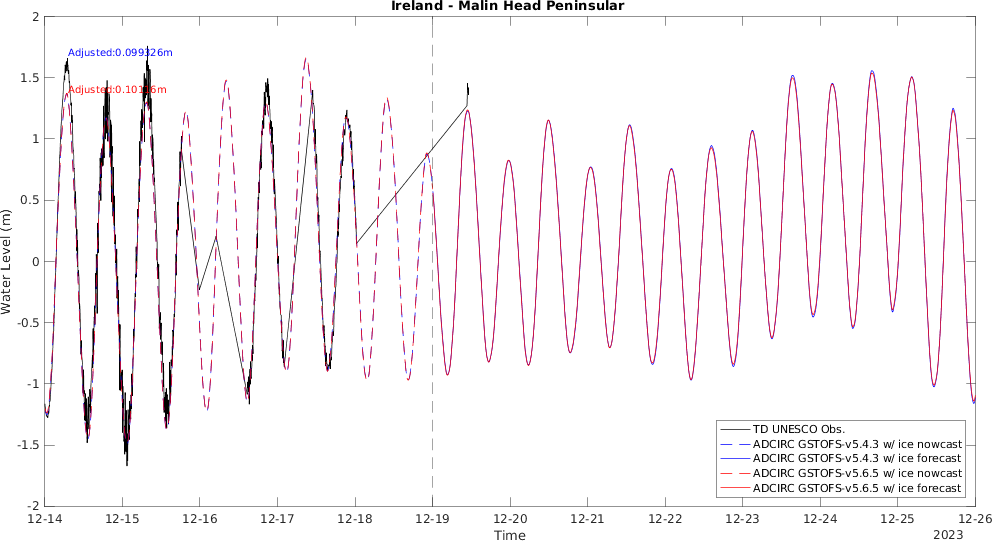 Ireland - Malin Head Peninsular
Water Level (m)
2
1.5
1
0.5
0
-0.5
-1
-1.5
-2
Adjusted:0.099326m
TD UNESCO Obs.
ADCIRC GSTOFS-v5.4.3 w/ ice nowcast
ADCIRC GSTOFS-v5.4.3 w/ ice forecast
ADCIRC GSTOFS-v5.6.5 w/ ice nowcast
ADCIRC GSTOFS-v5.6.5 w/ ice forecast
12-14 12-15 12-16 12-17 12-18 12-19 12-20 12-21 12-22 12-23 12-24 12-25 12-26
Time
2023